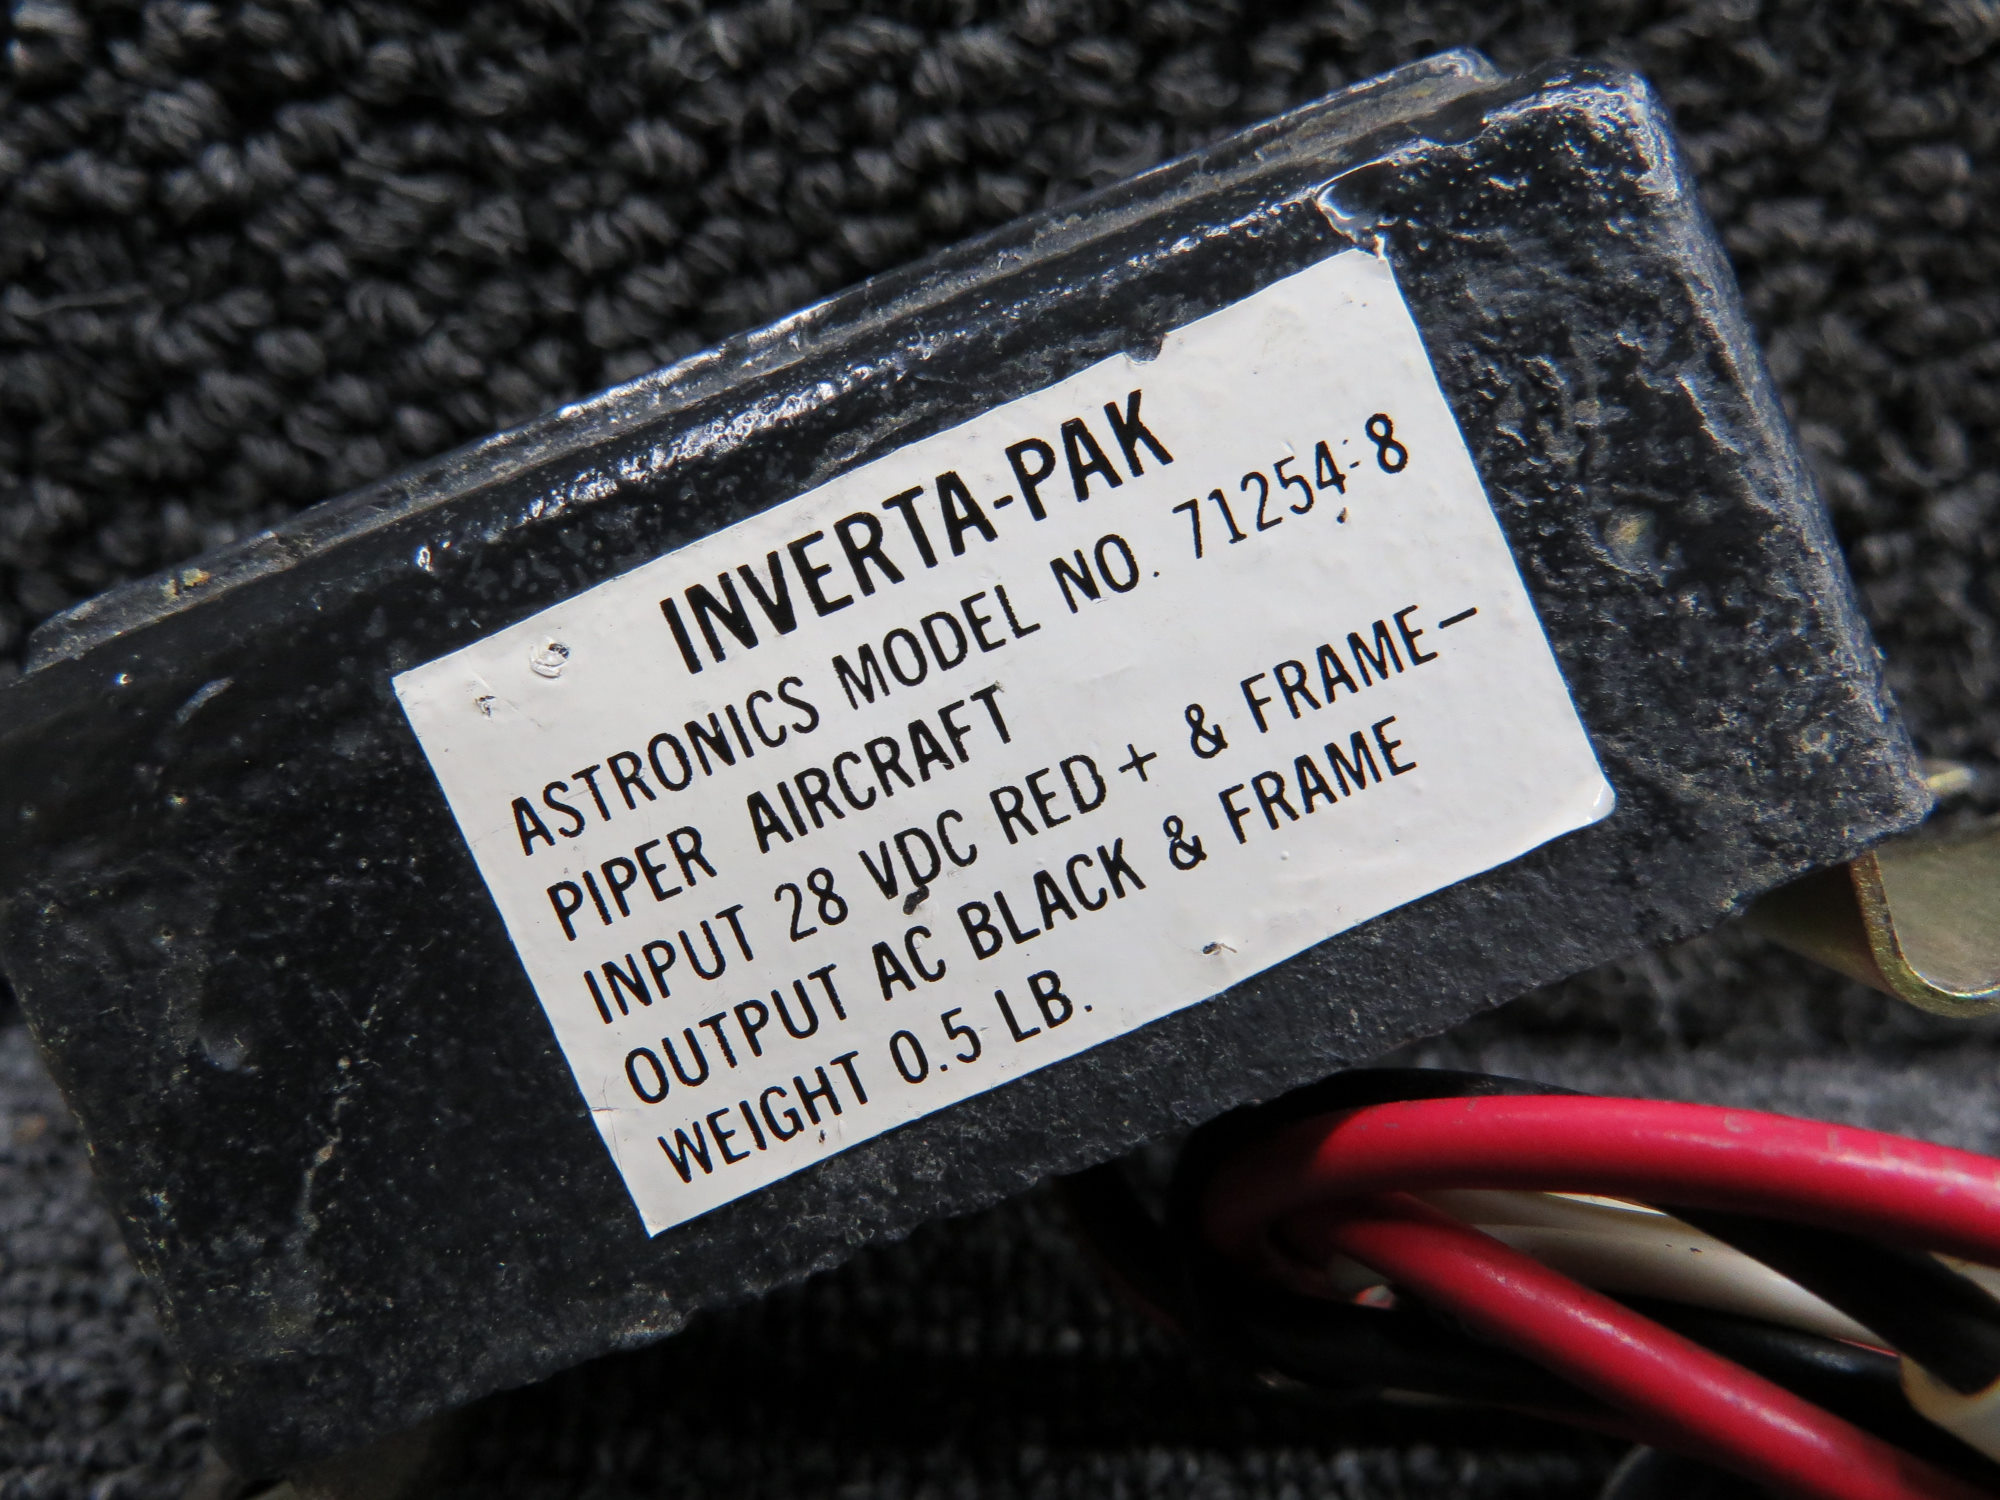 INVERTA-PAK
ASTRONICS MODEL NO. 71254-8
PIPER AIRCRAFT
INPUT 28 VDC RED + & FRAME –
OUTPUT AC BLACK & FRAME
WEIGHT 0.5 LB.